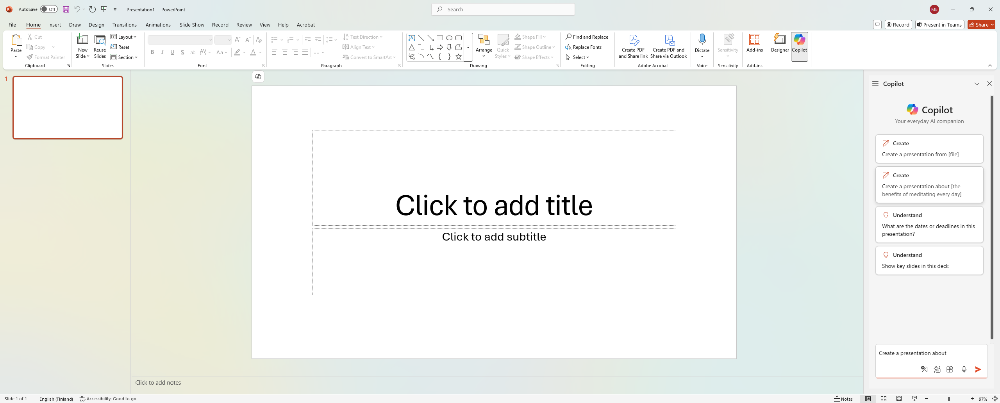 AutoSave Off Presentation1 - PowerPoint Search MB
File Home Insert Draw Design Transitions Animations Slide Show Record Review View Help Acrobat Record Present in Teams Share
Paste
Cut
Copy
Format Painter
Clipboard
New Slide
Reuse Slides
Layout
Reset
Section
Slides
Font
Text Direction
Align Text
Convert to SmartArt
Paragraph
Arrange
Quick Styles
Shape Fill
Shape Outline
Shape Effects
Drawing
Find and Replace
Replace Fonts
Select
Editing
Create PDF
and Share link
Create PDF and
Share via Outlook
Adobe Acrobat
Dictate
Voice
Sensitivity
Sensitivity
Add-ins
Add-ins
Designer
Copilot
1
Click to add title
Click to add subtitle
Click to add notes
Copilot
Copilot
Your everyday AI companion
Create
Create a presentation from [file]
Create
Create a presentation about [the
benefits of meditating every day]
Understand
What are the dates or deadlines in this
presentation?
Understand
Show key slides in this deck
Create a presentation about
Slide 1 of 1 English (Finland) Accessibility: Good to go Notes 97%